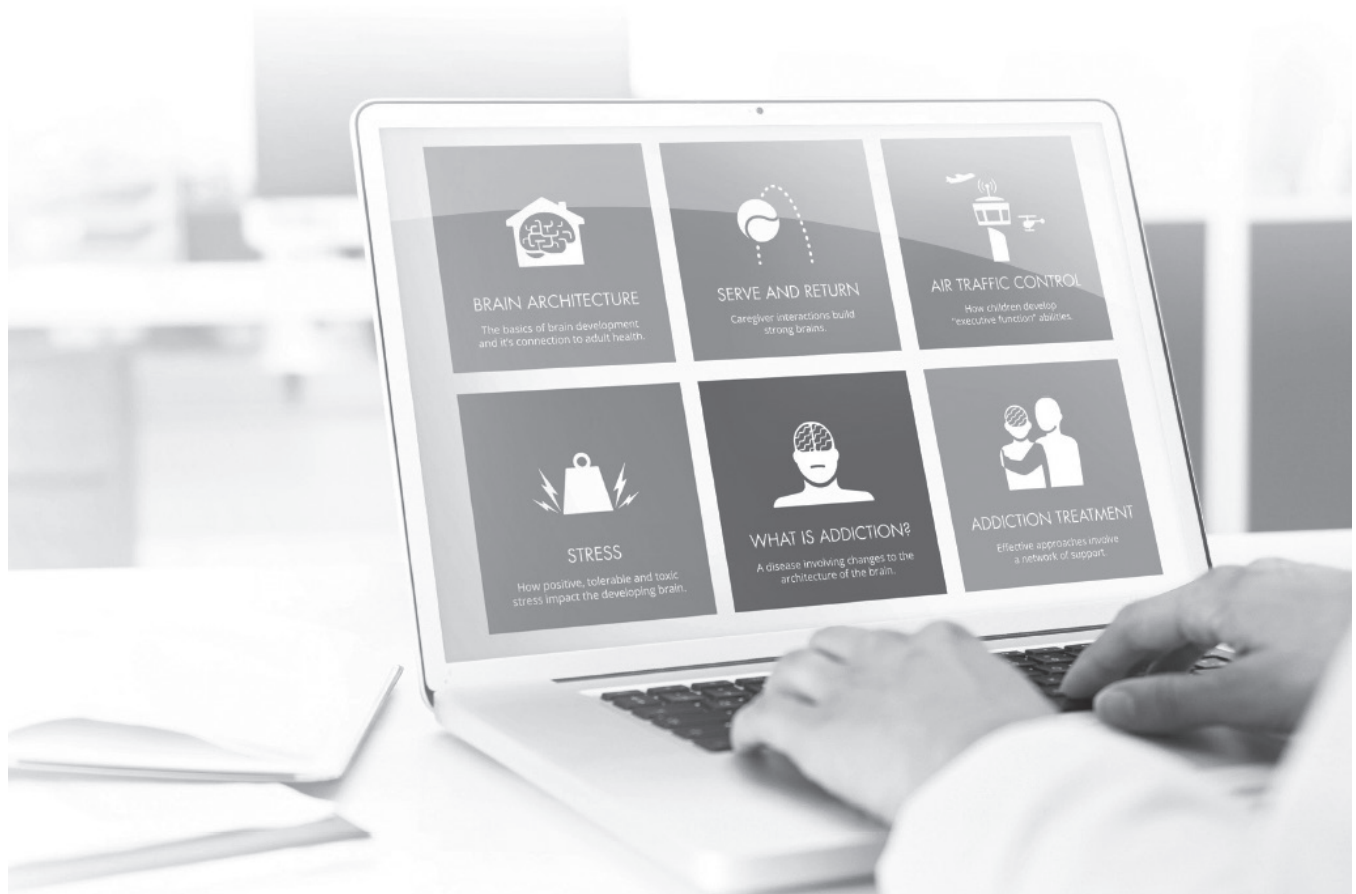 BRAIN ARCHITECTURE
The basics of brain development
and it's connection to adult health.
SERVE AND RETURN
Caregiver interactions build
strong brains.
AIR TRAFFIC CONTROL
How children develop
"executive function" abilities.
STRESS
How positive, tolerable and toxic
stress impact the developing brain.
WHAT IS ADDICTION?
A disease involving changes to the
architecture of the brain.
ADDICTION TREATMENT
Effective approaches involve
a network of support.